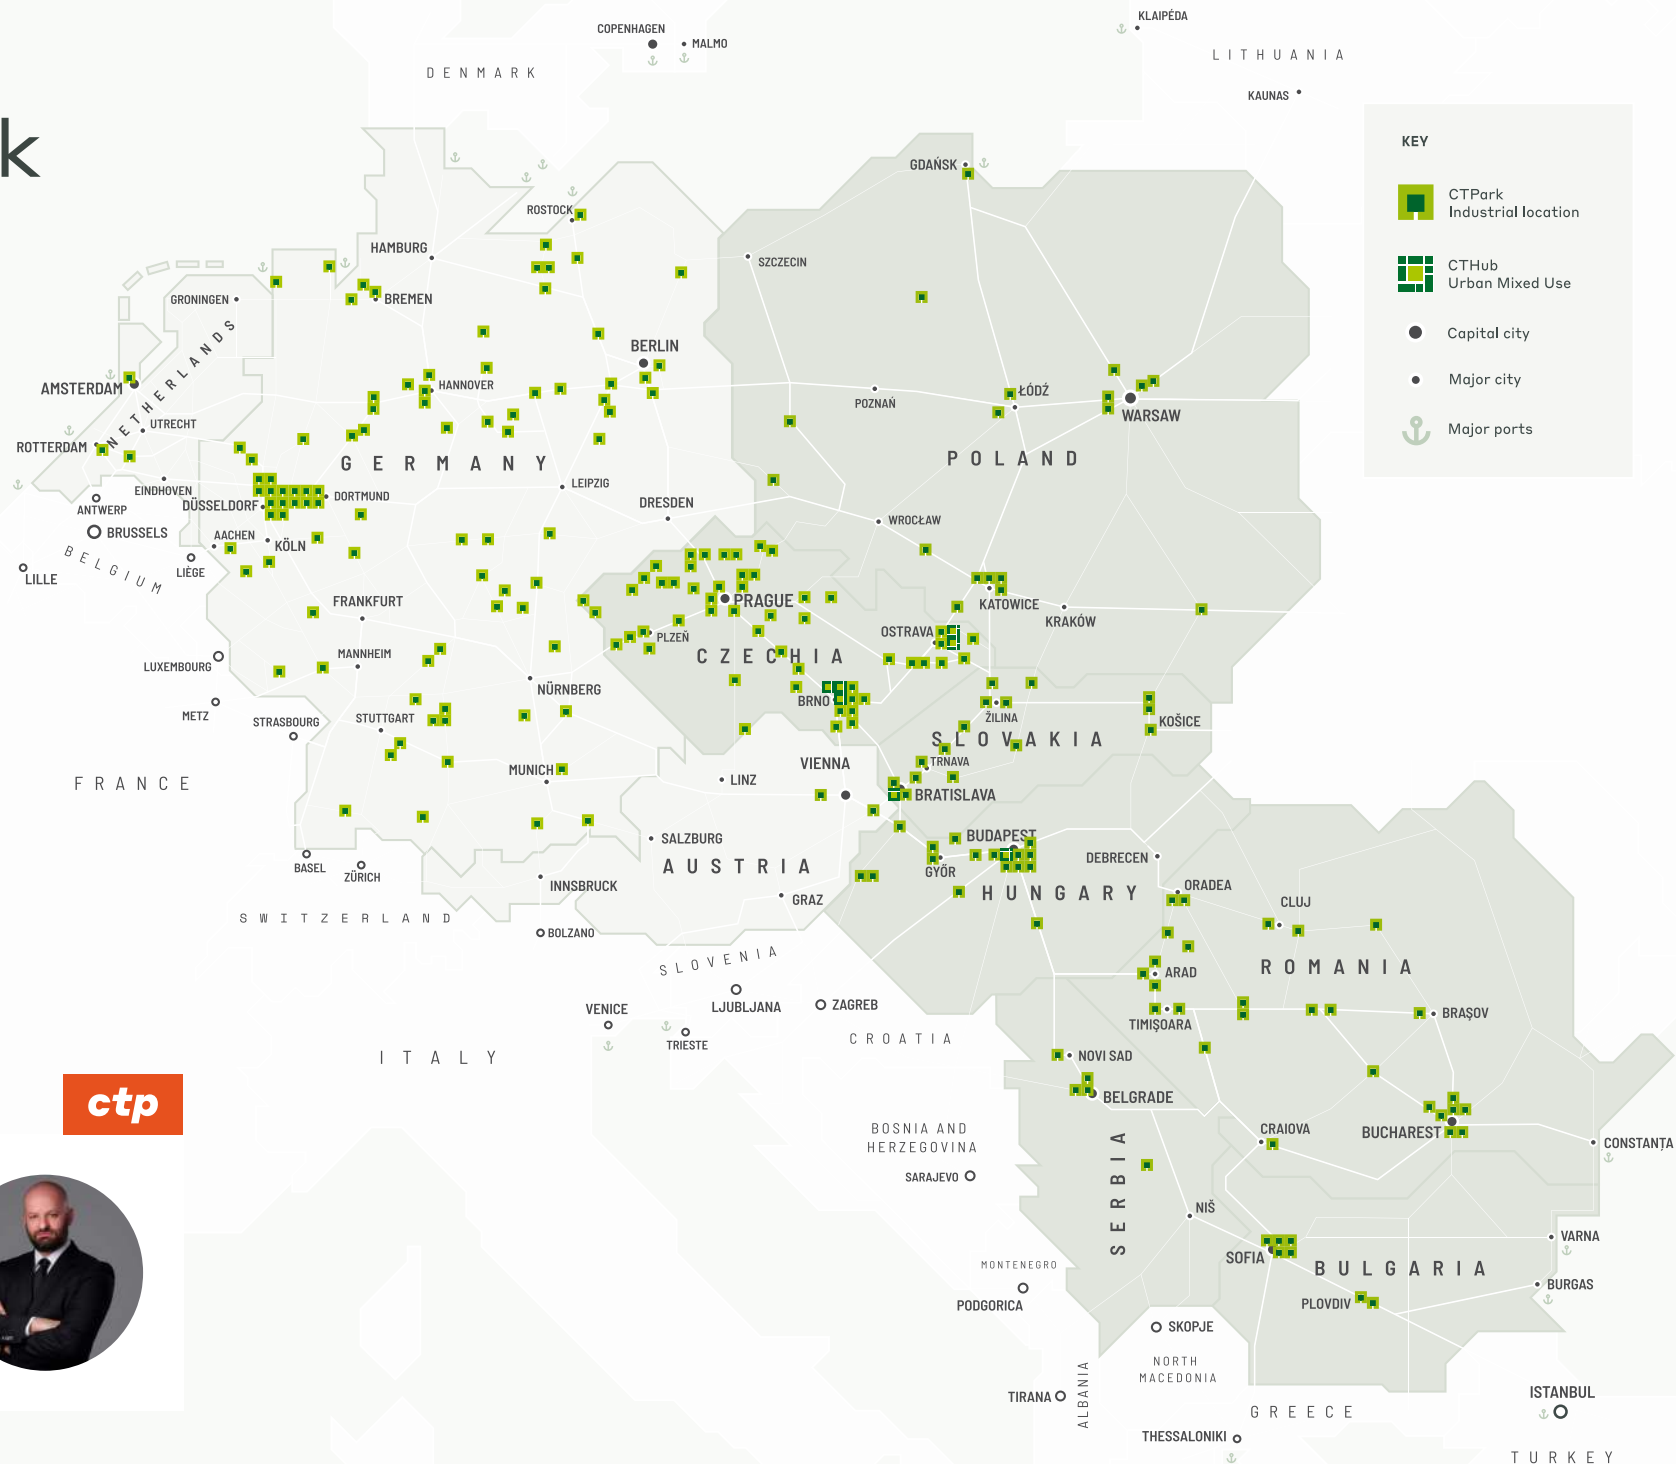 k
COPENHAGEN
MALMO
KLAIPĖDA
DENMARK
LITHUANIA
KAUNAS
KEY
CTPark
Industrial location
CTHub
Urban Mixed Use
Capital city
Major city
Major ports
GDAŃSK
ROSTOCK
HAMBURG
SZCZECIN
GRONINGEN
BREMEN
BERLIN
AMSTERDAM
NETHERLANDS
HANNOVER
ŁÓDŹ
POZNAŃ
WARSAW
UTRECHT
ROTTERDAM
GERMANY
POLAND
EINDHOVEN
LEIPZIG
DORTMUND
ANTWERP
DÜSSELDORF
DRESDEN
WROCŁAW
BRUSSELS
AACHEN
KÖLN
BELGIUM
LIÈGE
LILLE
FRANKFURT
PRAGUE
KATOWICE
KRAKÓW
OSTRAVA
PLZEŇ
MANNHEIM
CZECHIA
LUXEMBOURG
NÜRNBERG
METZ
BRNO
STRASBOURG
STUTTGART
ŽILINA
KOŠICE
SLOVAKIA
VIENNA
TRNAVA
MUNICH
LINZ
FRANCE
BRATISLAVA
BUDAPEST
SALZBURG
DEBRECEN
BASEL
ZÜRICH
AUSTRIA
GYŐR
INNSBRUCK
HUNGARY
ORADEA
GRAZ
CLUJ
SWITZERLAND
BOLZANO
SLOVENIA
ROMANIA
ARAD
LJUBLJANA
ZAGREB
VENICE
TIMIŞOARA
BRAŞOV
TRIESTE
CROATIA
ITALY
NOVI SAD
BELGRADE
ctp
BOSNIA AND
HERZEGOVINA
CRAIOVA
BUCHAREST
CONSTANȚA
SARAJEVO
SERBIA
NIŠ
VARNA
SOFIA
BULGARIA
MONTENEGRO
BURGAS
PODGORICA
PLOVDIV
SKOPJE
NORTH
MACEDONIA
TIRANA
ALBANIA
ISTANBUL
GREECE
THESSALONIKI
TURKEY